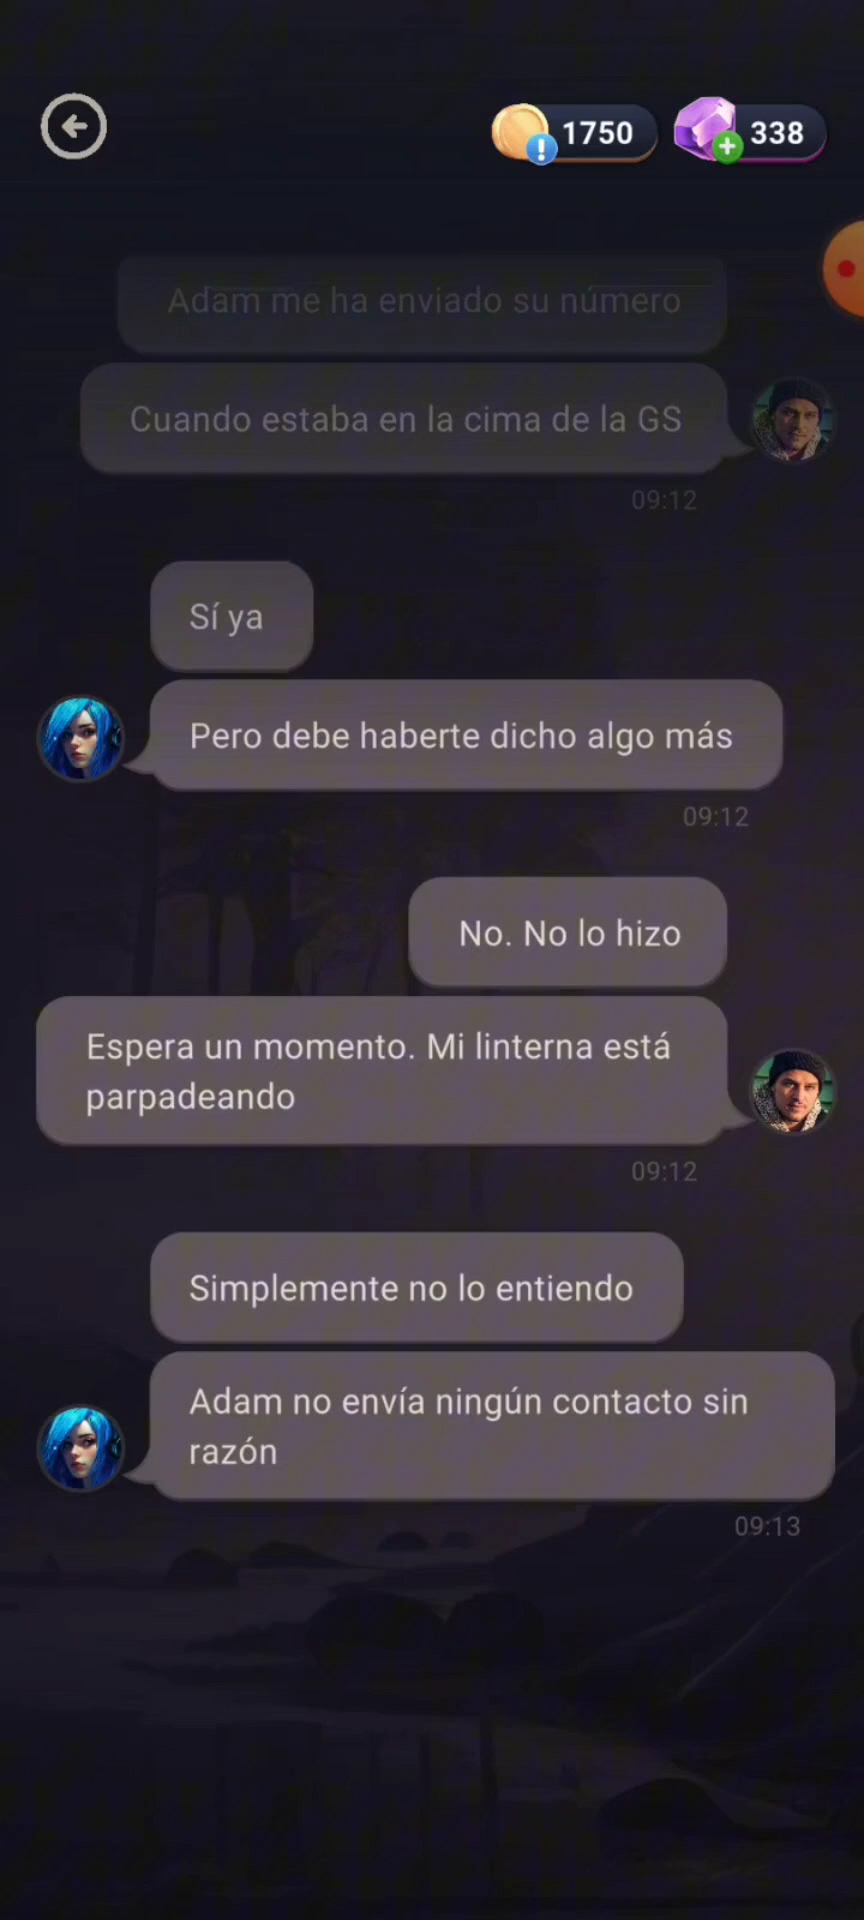 1750
338
Adam me ha enviado su número
Cuando estaba en la cima de la GS
09:12
Sí ya
Pero debe haberte dicho algo más
09:12
No. No lo hizo
Espera un momento. Mi linterna está
parpadeando
09:12
Simplemente no lo entiendo
Adam no envía ningún contacto sin
razón
09:13